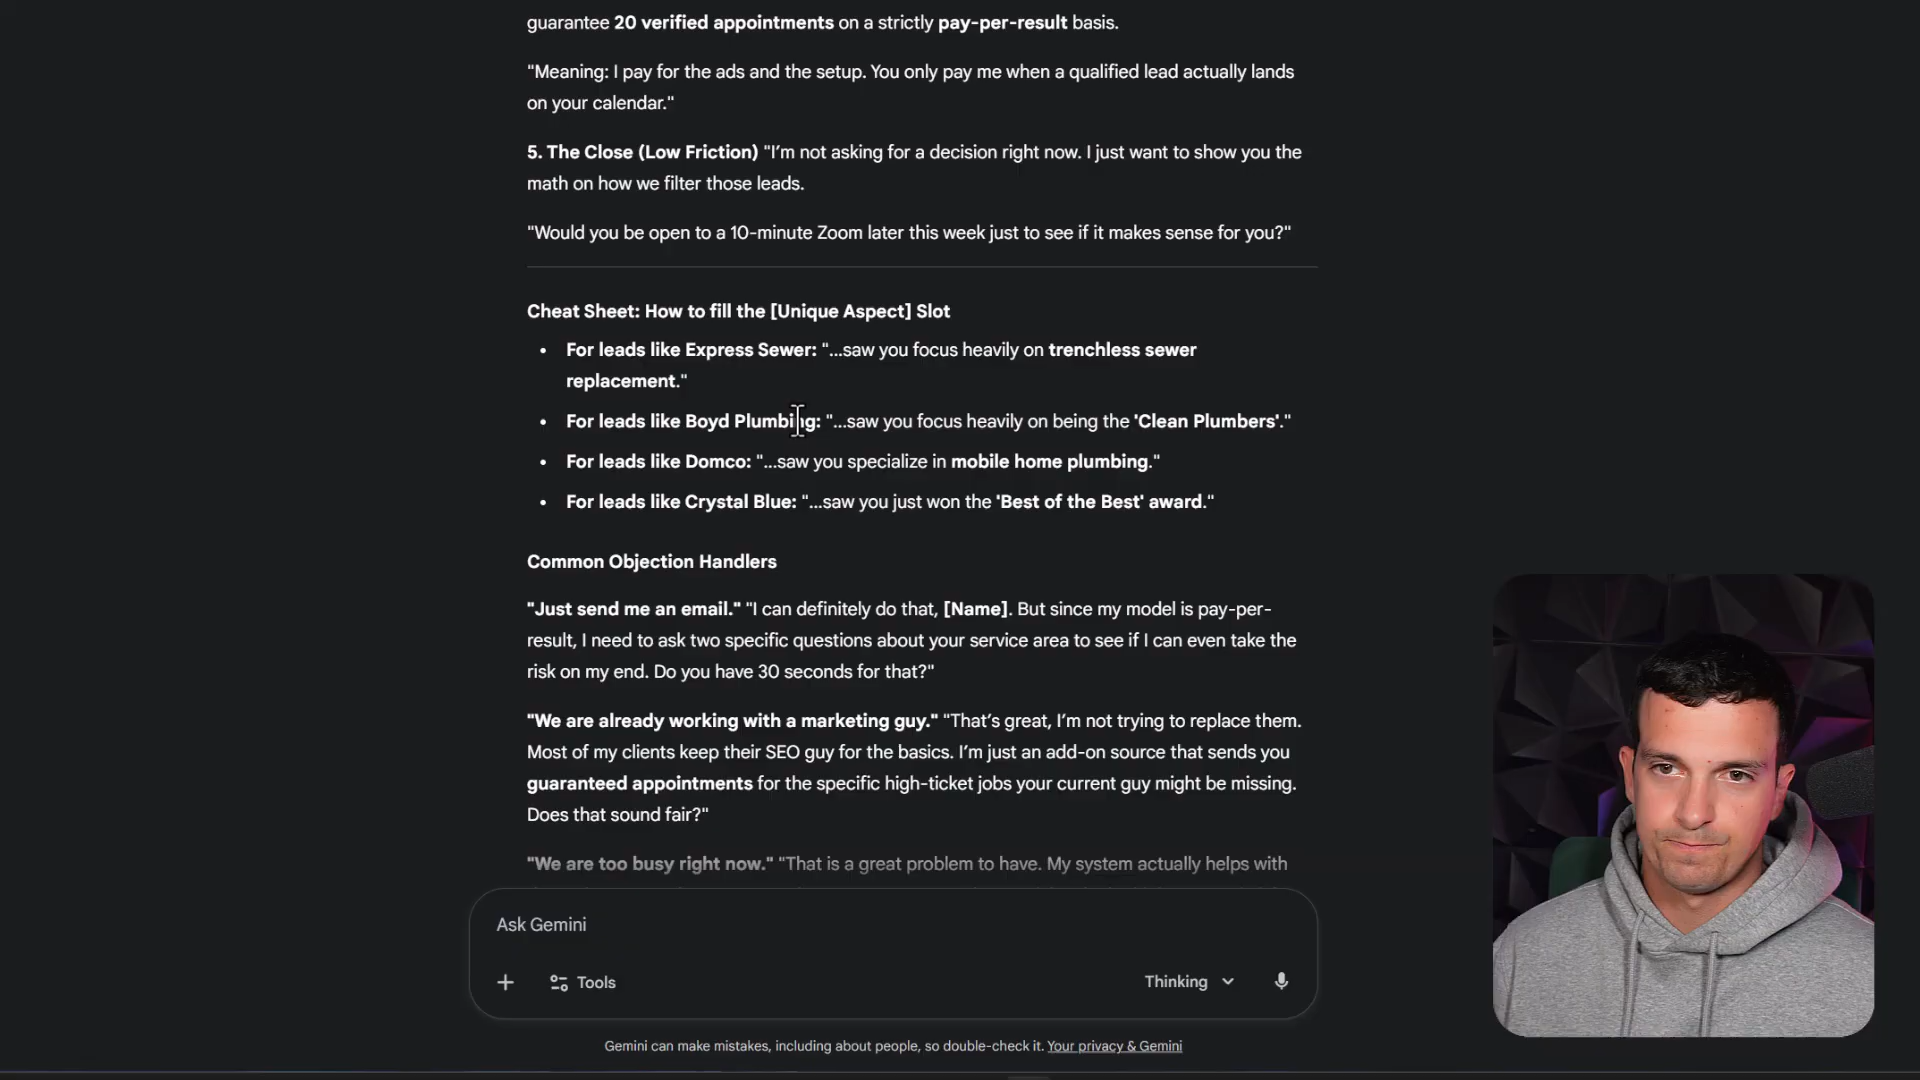 guarantee 20 verified appointments on a strictly pay-per-result basis.
"Meaning: I pay for the ads and the setup. You only pay me when a qualified lead actually lands
on your calendar."
5. The Close (Low Friction) "I’m not asking for a decision right now. I just want to show you the
math on how we filter those leads.
"Would you be open to a 10-minute Zoom later this week just to see if it makes sense for you?"
Cheat Sheet: How to fill the [Unique Aspect] Slot
• For leads like Express Sewer: "...saw you focus heavily on trenchless sewer
replacement."
• For leads like Boyd Plumbing: "...saw you focus heavily on being the 'Clean Plumbers'."
• For leads like Domco: "...saw you specialize in mobile home plumbing."
• For leads like Crystal Blue: "...saw you just won the 'Best of the Best' award."
Common Objection Handlers
"Just send me an email." "I can definitely do that, [Name]. But since my model is pay-per-
result, I need to ask two specific questions about your service area to see if I can even take the
risk on my end. Do you have 30 seconds for that?"
"We are already working with a marketing guy." "That’s great, I’m not trying to replace them.
Most of my clients keep their SEO guy for the basics. I’m just an add-on source that sends you
guaranteed appointments for the specific high-ticket jobs your current guy might be missing.
Does that sound fair?"
"We are too busy right now." "That is a great problem to have. My system actually helps with
Ask Gemini
Tools
Thinking
Gemini can make mistakes, including about people, so double-check it. Your privacy & Gemini